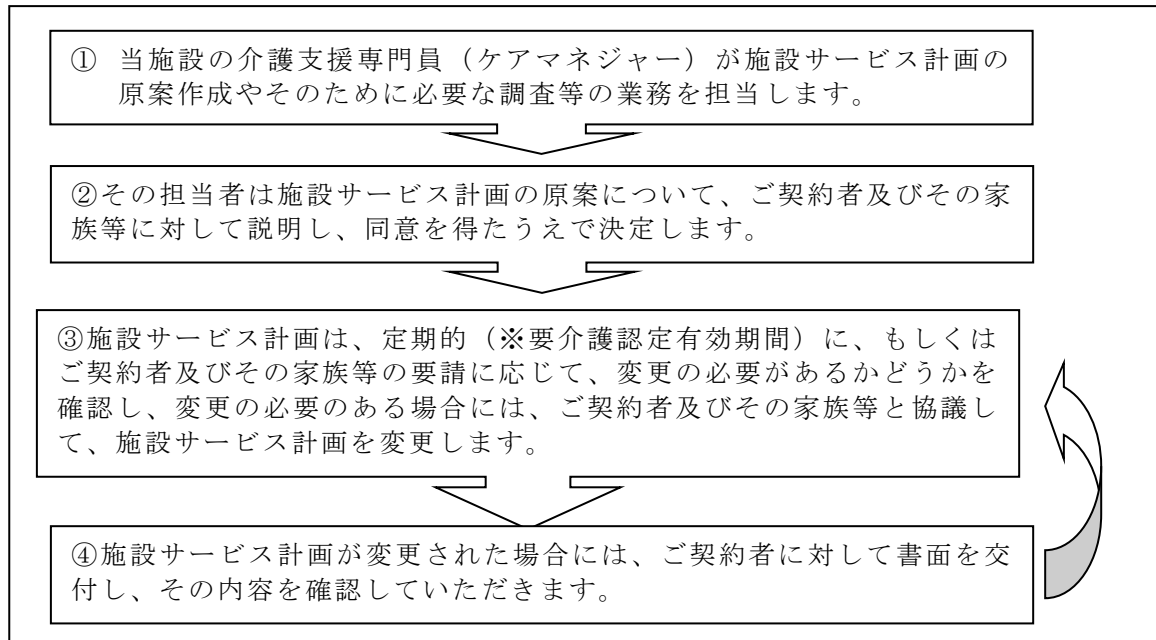 ① 当施設の介護支援専門員（ケアマネジャー）が施設サービス計画の
原案作成やそのために必要な調査等の業務を担当します。
②その担当者は施設サービス計画の原案について、ご契約者及びその家
族等に対して説明し、同意を得たうえで決定します。
③施設サービス計画は、定期的（※要介護認定有効期間）に、もしくは
ご契約者及びその家族等の要請に応じて、変更の必要があるかどうかを
確認し、変更の必要のある場合には、ご契約者及びその家族等と協議し
て、施設サービス計画を変更します。
④施設サービス計画が変更された場合には、ご契約者に対して書面を交
付し、その内容を確認していただきます。